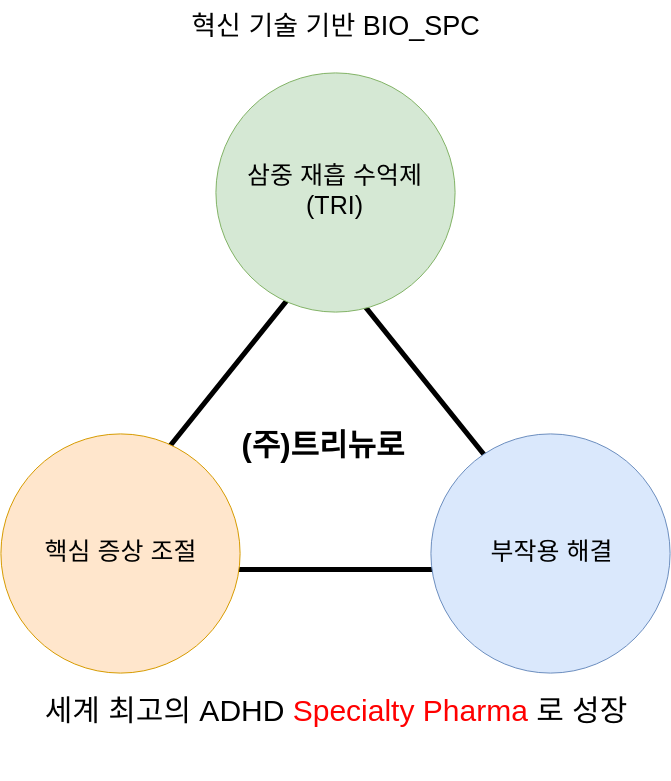 혁신 기술 기반 BIO_SPC
삼중 재흡 수억제
(TRI)
(주)트리뉴로
핵심 증상 조절
부작용 해결
세계 최고의 ADHD Specialty Pharma 로 성장